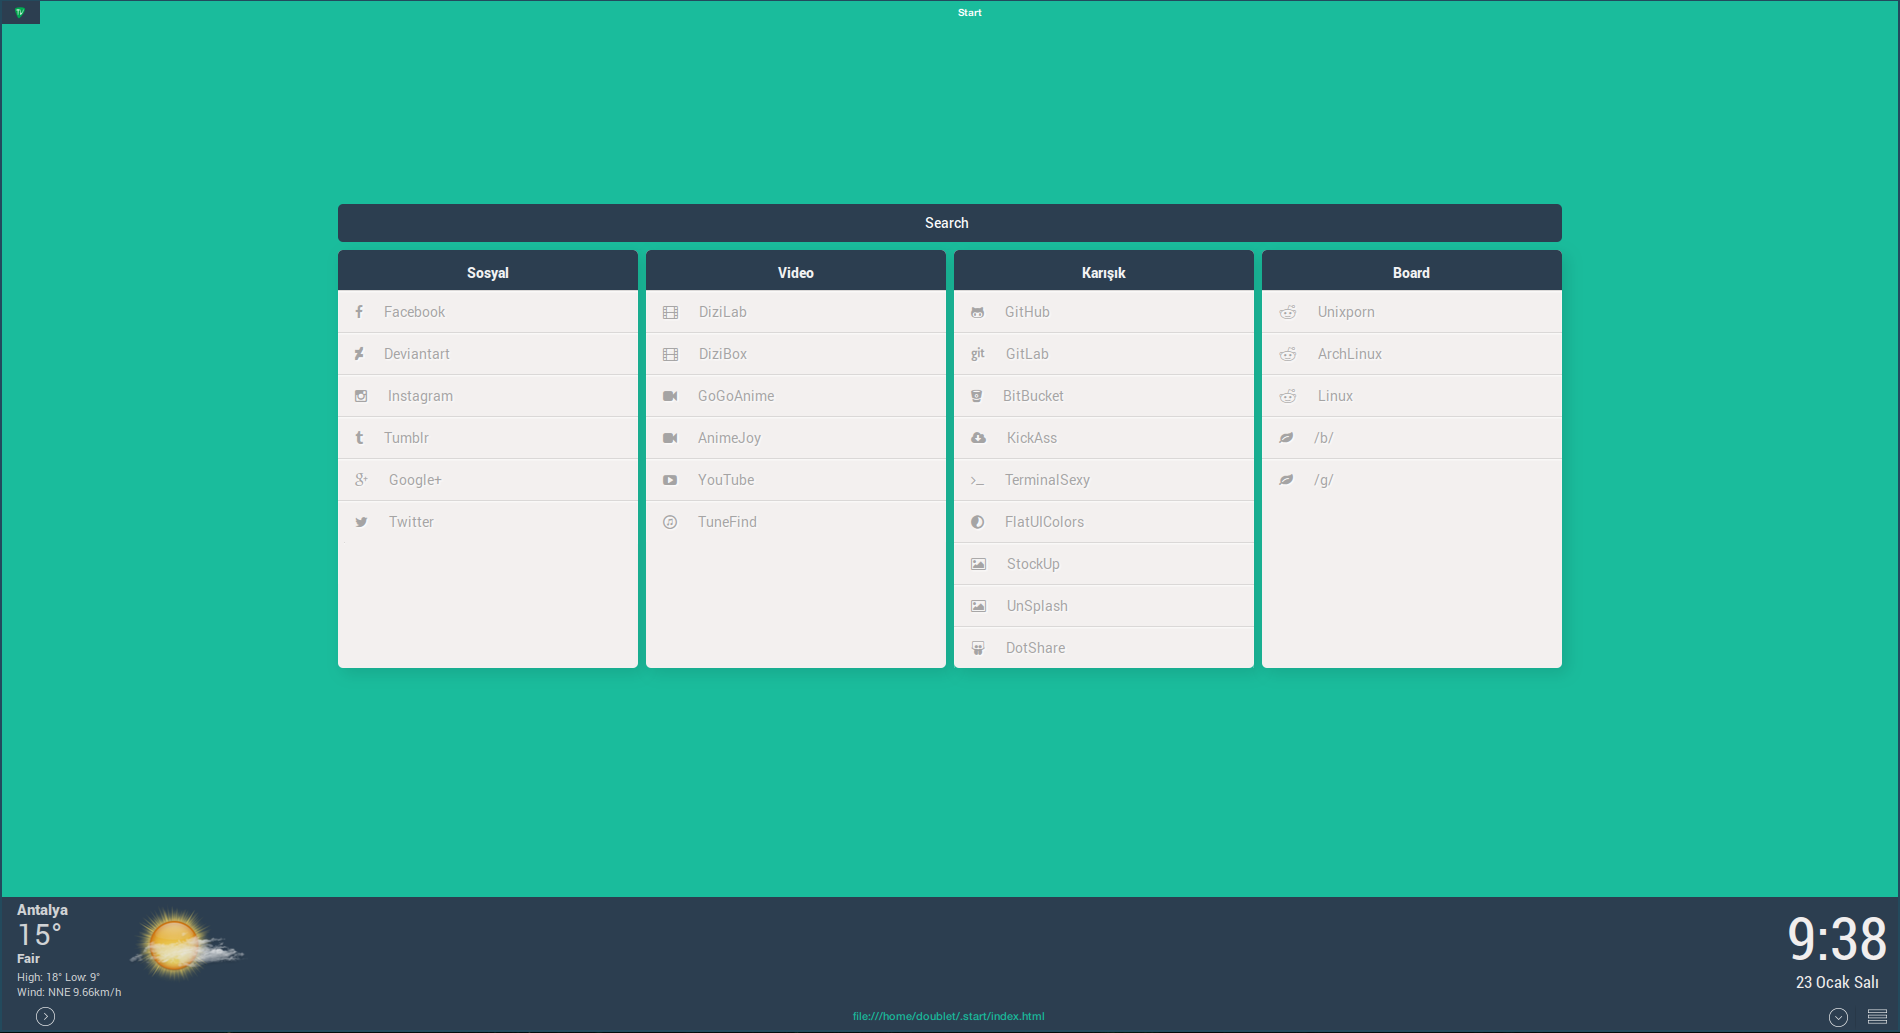 Start
Search
Sosyal
Facebook
Deviantart
Instagram
Tumblr
Google+
Twitter
Video
DiziLab
DiziBox
GoGoAnime
AnimeJoy
YouTube
TuneFind
Karışık
GitHub
git GitLab
BitBucket
KickAss
TerminalSexy
FlatUIColors
StockUp
UnSplash
DotShare
Board
Unixporn
ArchLinux
Linux
/b/
/g/
Antalya
15°
Fair
High: 18° Low: 9°
Wind: NNE 9.66km/h
file:///home/doublet/.start/index.html
9:38
23 Ocak Salı